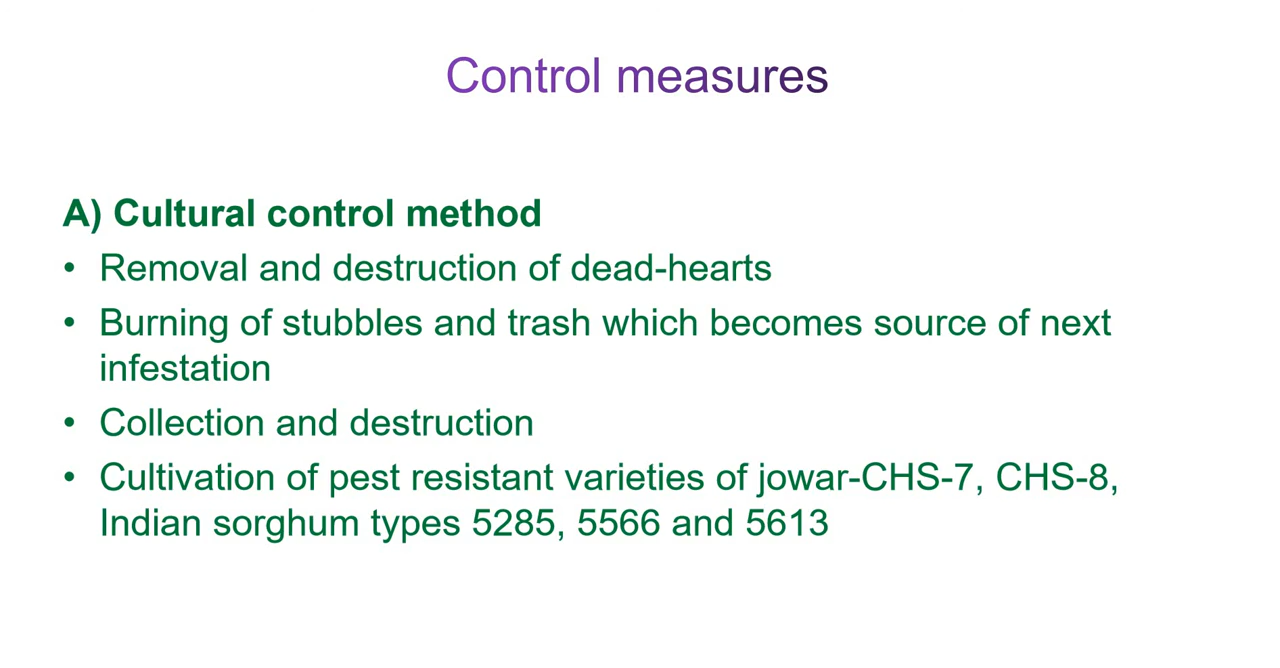 Control measures
A) Cultural control method
• Removal and destruction of dead-hearts
• Burning of stubbles and trash which becomes source of next
infestation
• Collection and destruction
• Cultivation of pest resistant varieties of jowar-CHS-7, CHS-8,
Indian sorghum types 5285, 5566 and 5613